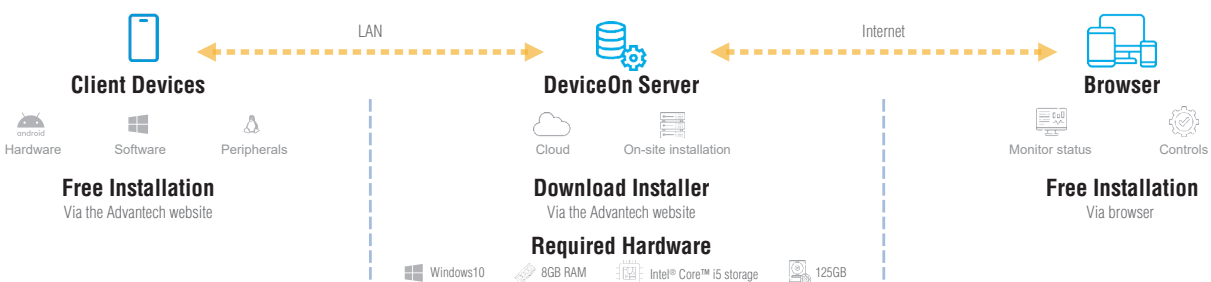 LAN
Internet
Client Devices
DeviceOn Server
Browser
android
Hardware
Software
Peripherals
Cloud
On-site installation
Monitor status
Controls
Free Installation
Via the Advantech website
Download Installer
Via the Advantech website
Free Installation
Via browser
Required Hardware
Windows10
8GB RAM
Intel® Core™ i5 storage
125GB